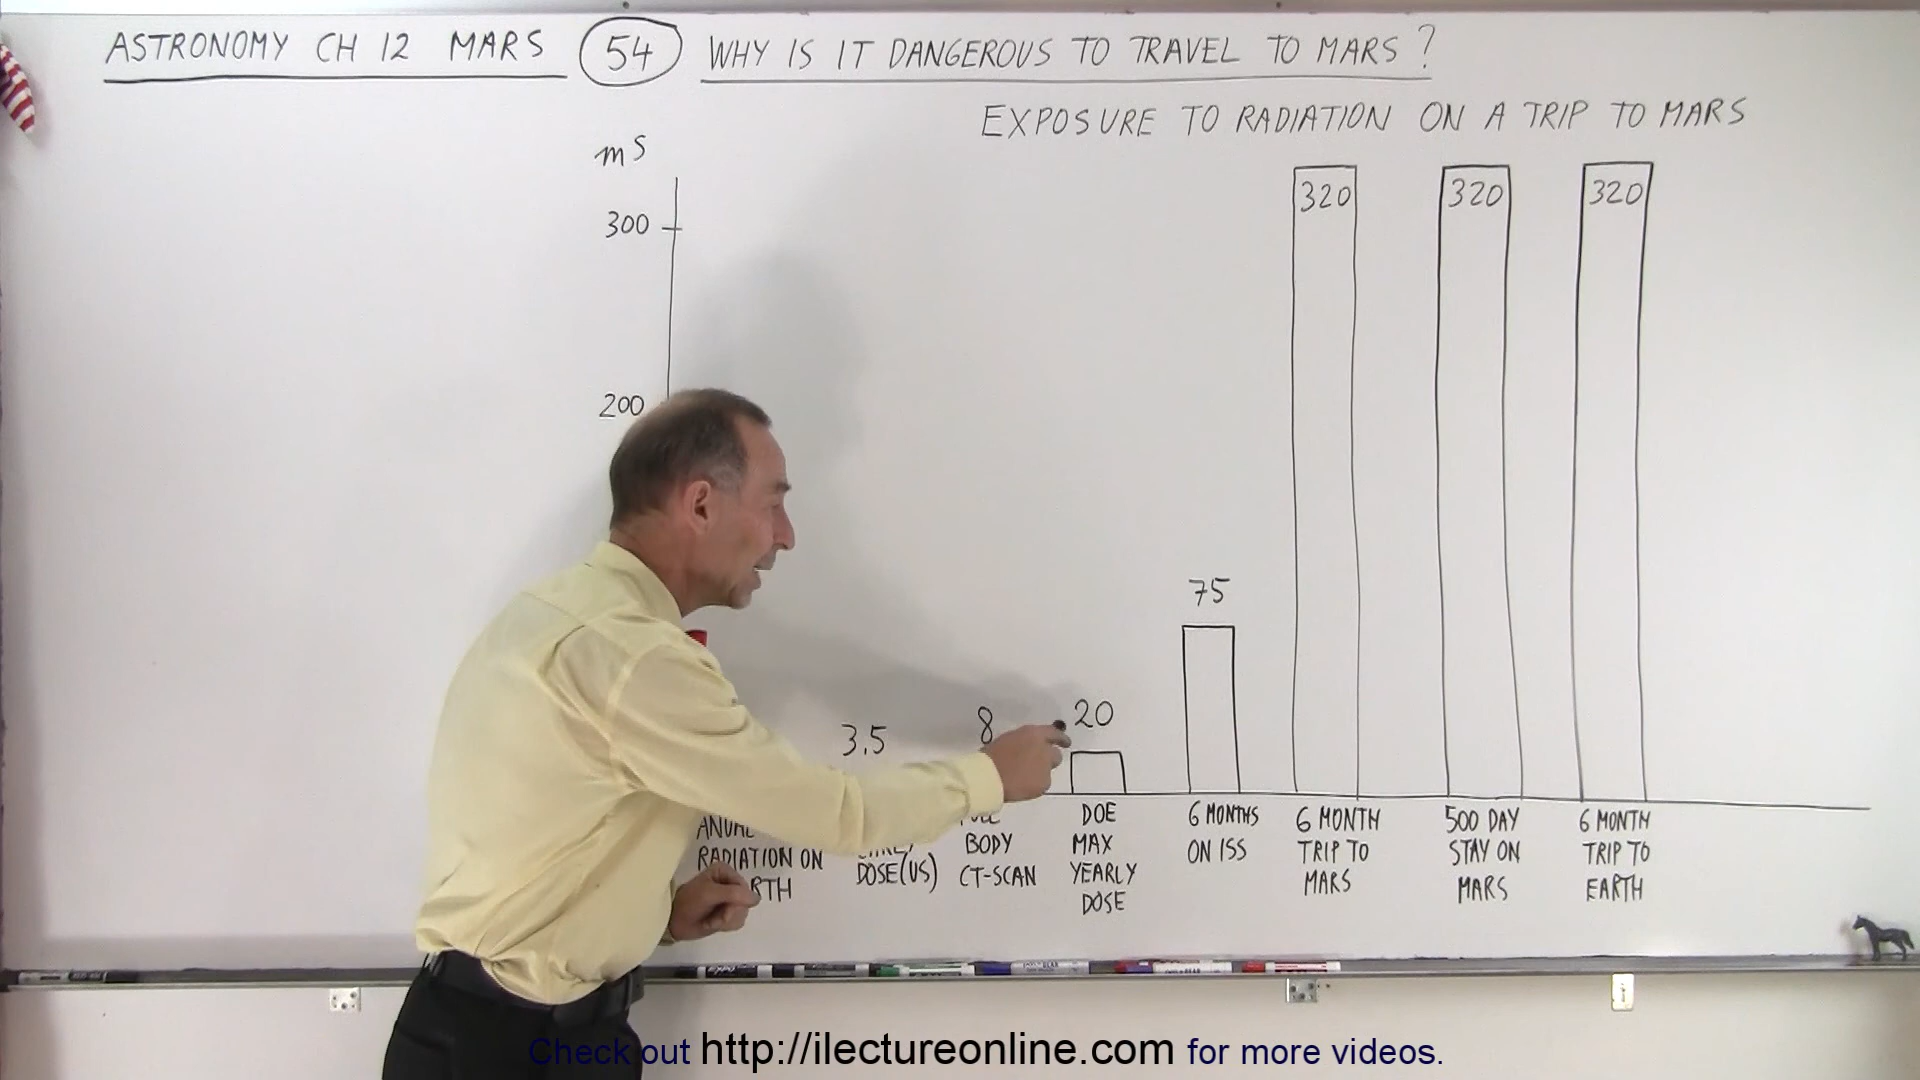 ASTRONOMY CH 12 MARS 54 WHY IS IT DANGEROUS TO TRAVEL TO MARS?
EXPOSURE TO RADIATION ON A TRIP TO MARS
mS
300
200
320 320 320
75
3.5 8 20
ANUAL
RADIATION ON
DOSE(US)
BODY
CT-SCAN
DOE
MAX
YEARLY
DOSE
6 MONTHS
ON ISS
6 MONTH
TRIP TO
MARS
500 DAY
STAY ON
MARS
6 MONTH
TRIP TO
EARTH
Check out http://ilectureonline.com for more videos.